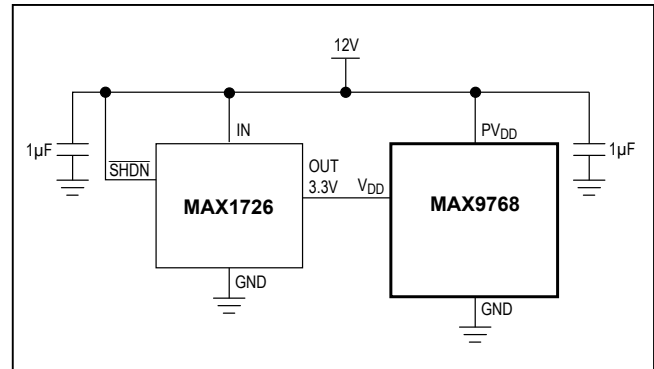 12V
IN
PVDD
1µF
1µF
SHDN
OUT
3.3V
VDD
MAX1726
MAX9768
GND
GND